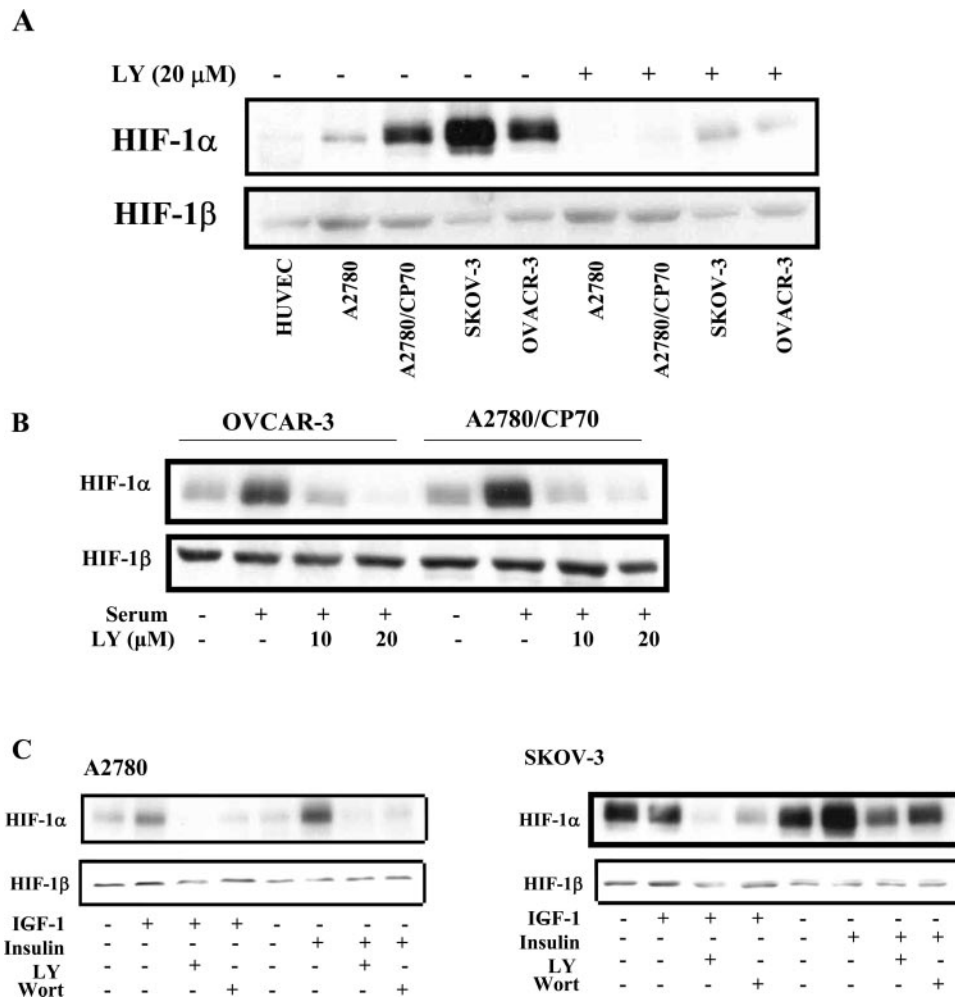 A
LY (20 μM) - - - - - + + + +
HIF-1α
HIF-1β
HUVEC A2780 A2780/CP70 SKOV-3 OVACR-3 A2780 A2780/CP70 SKOV-3 OVACR-3
B
OVCAR-3 A2780/CP70
HIF-1α
HIF-1β
Serum - + + + - + + +
LY (μM) - - 10 20 - - 10 20
C
A2780
HIF-1α
HIF-1β
IGF-1 - + + + - - - -
Insulin - - - - - + + +
LY - - + - - - + -
Wort - - - + - - - +
SKOV-3
HIF-1α
HIF-1β
IGF-1 - + + + - - - -
Insulin - - - - - + + +
LY - - + - - - + -
Wort - - - + - - - +